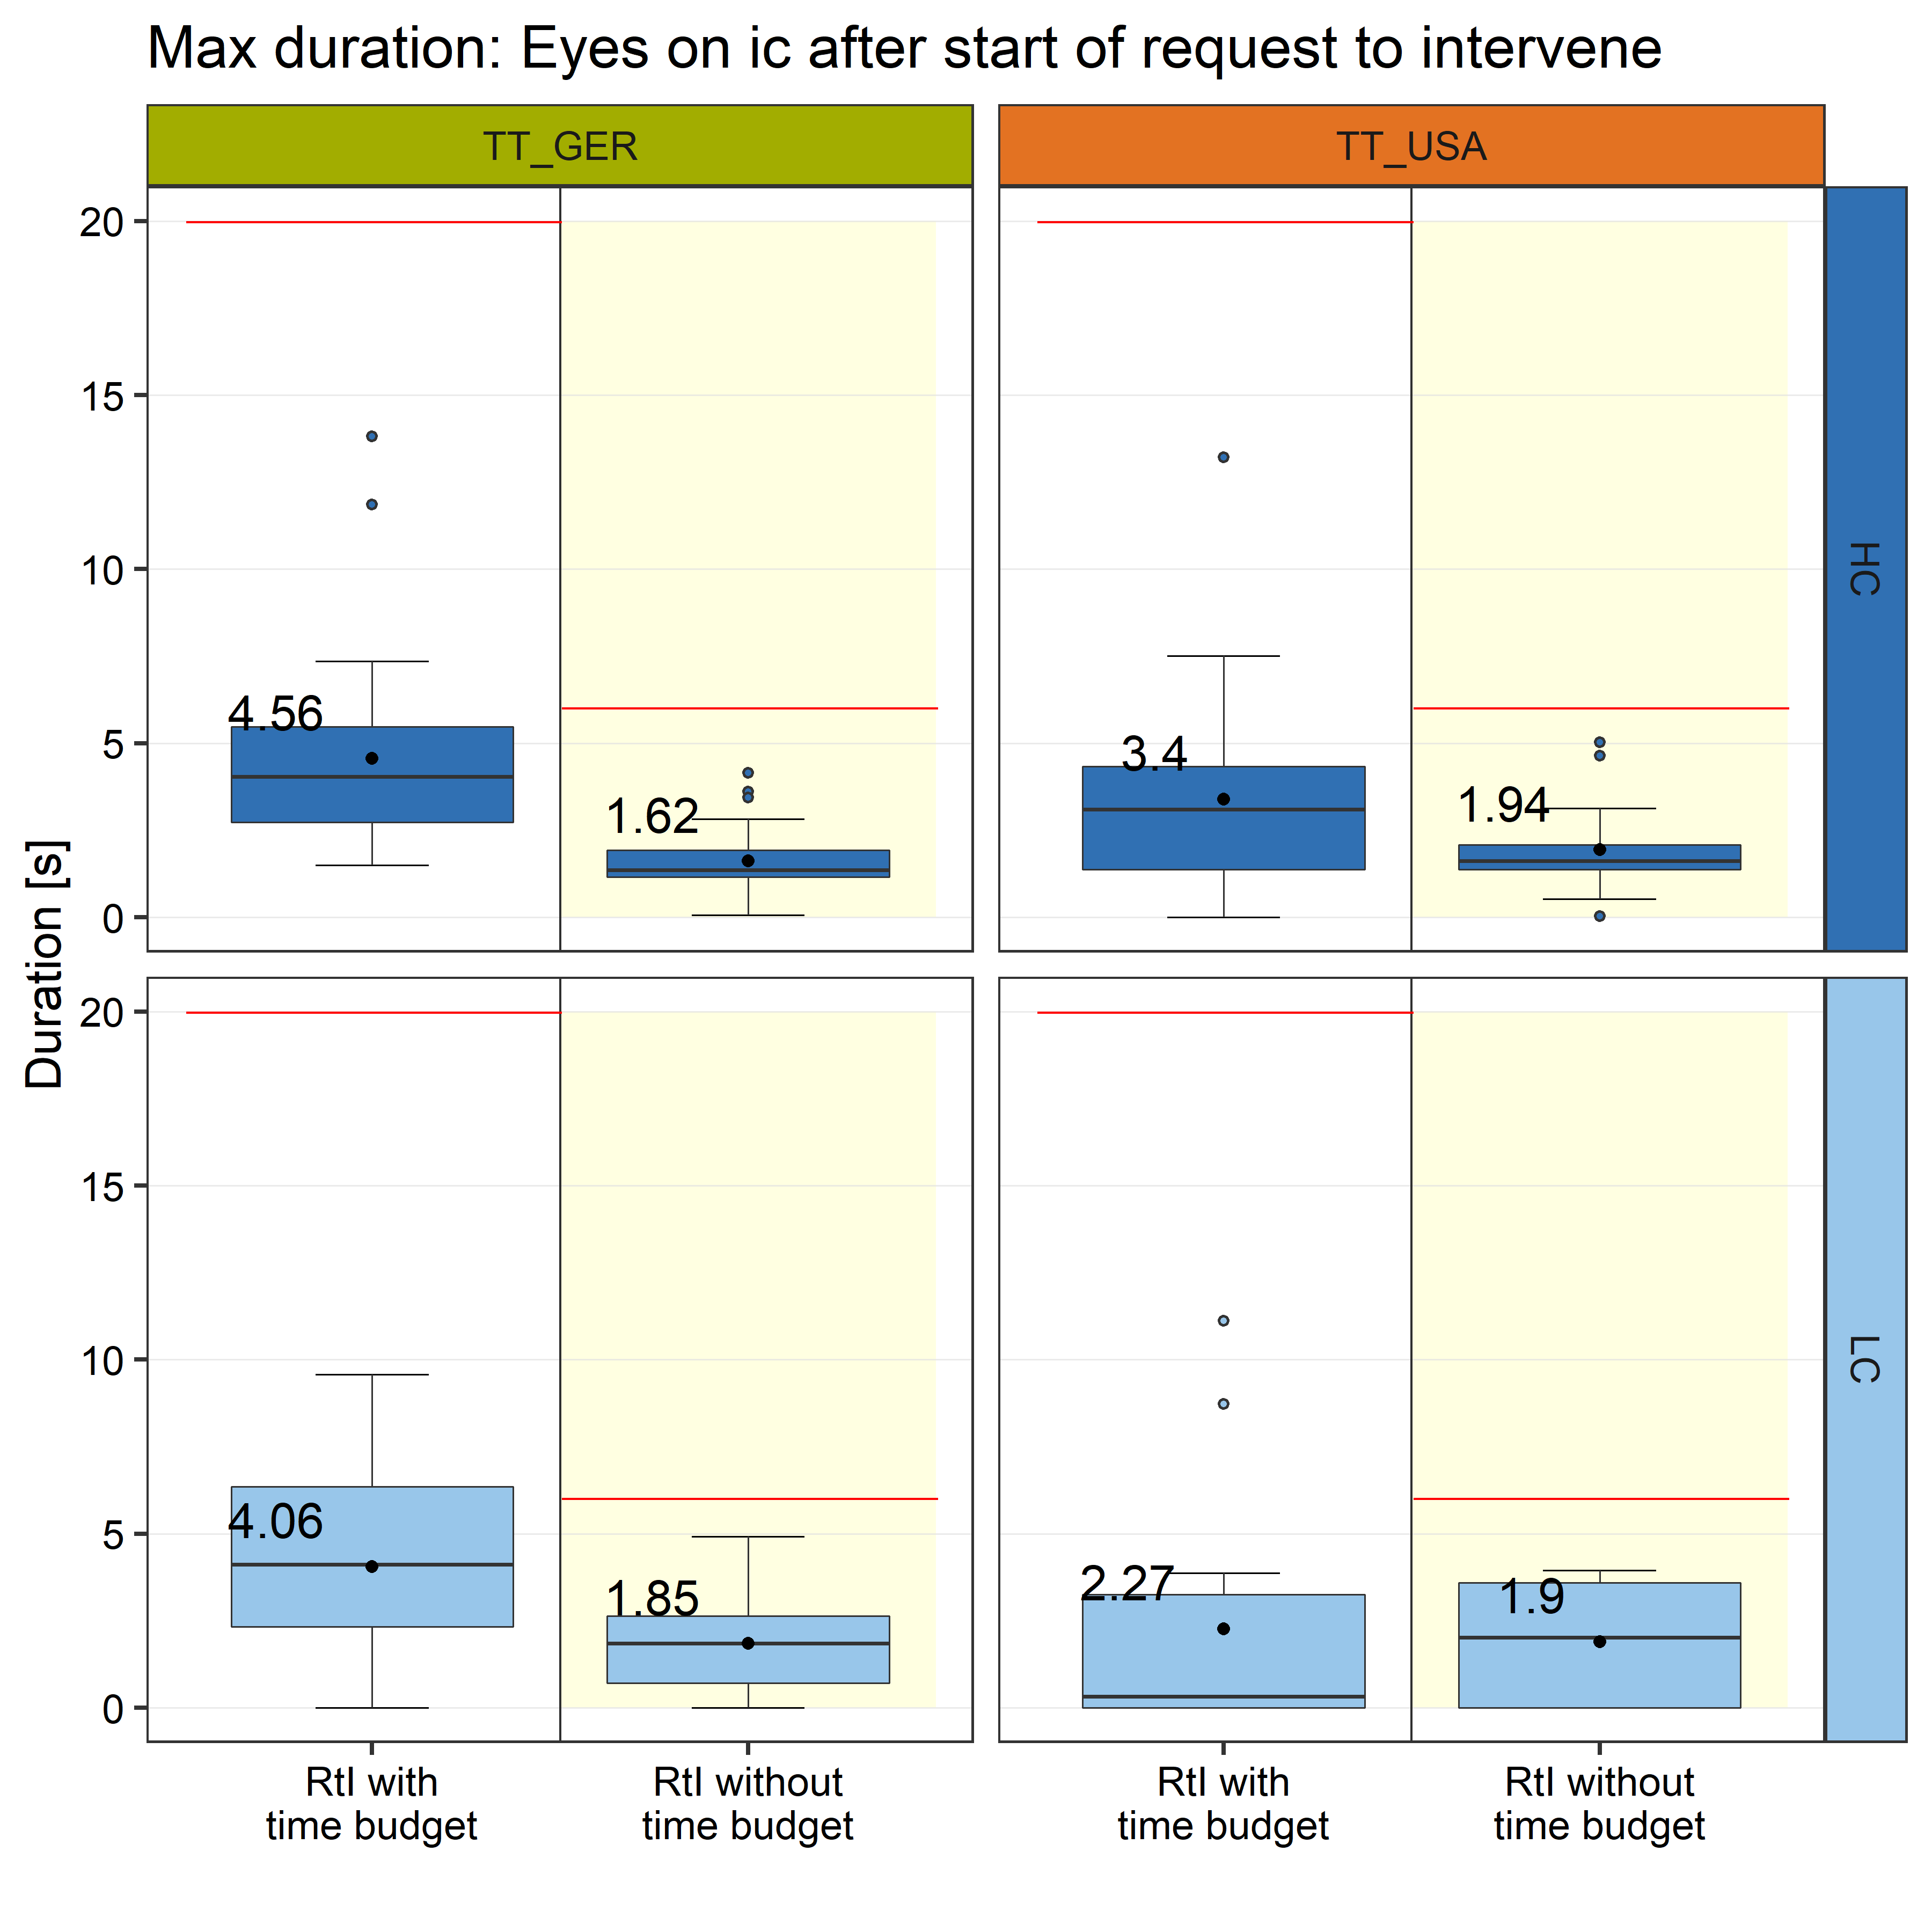 Max duration: Eyes on ic after start of request to intervene
TT_GER
TT_USA
Duration [s]
20
15
10
5
0
4.56
1.62
3.4
1.94
HC
20
15
10
5
0
4.06
1.85
2.27
1.9
LC
RtI with
time budget
RtI without
time budget
RtI with
time budget
RtI without
time budget